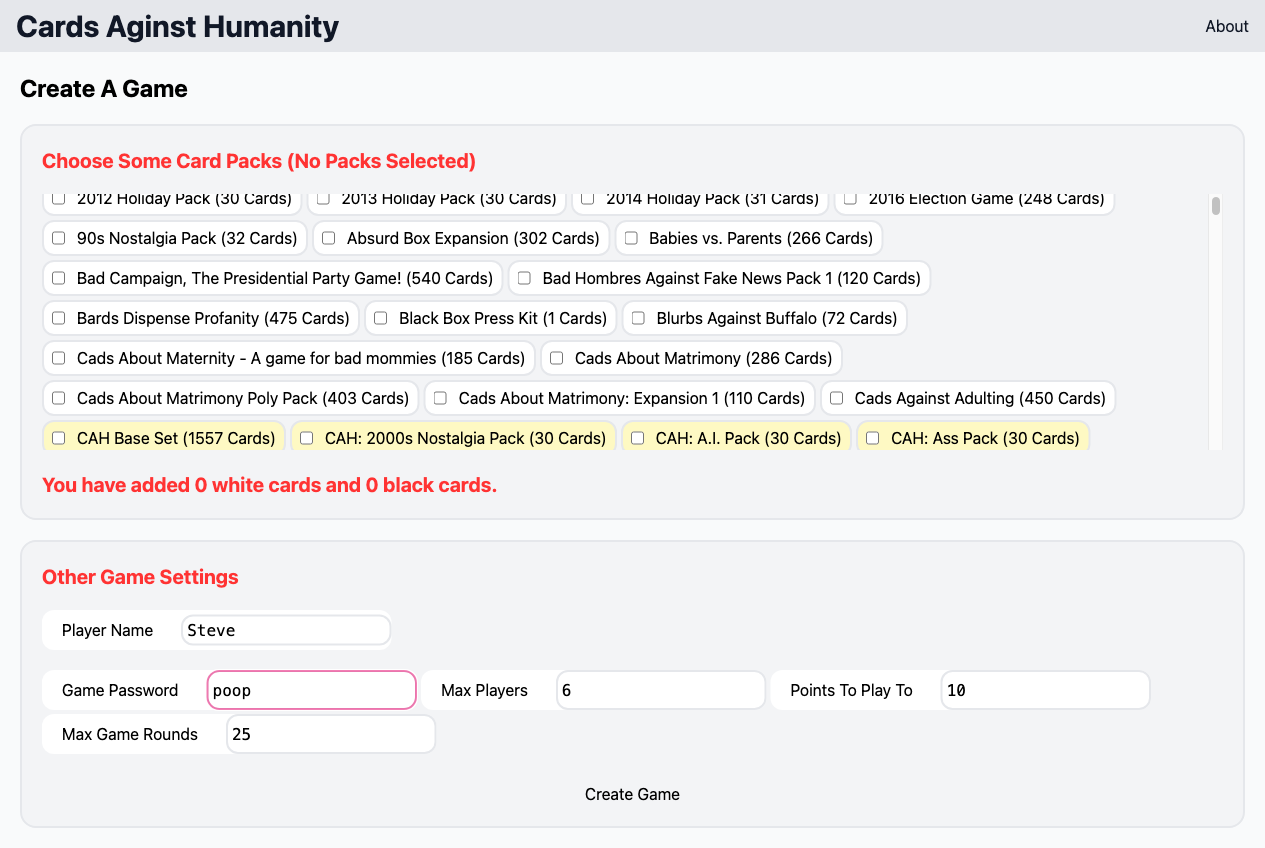 Cards Aginst Humanity
About
Create A Game
Choose Some Card Packs (No Packs Selected)
2012 Holiday Pack (30 Cards) 2013 Holiday Pack (30 Cards) 2014 Holiday Pack (31 Cards) 2016 Election Game (248 Cards)
90s Nostalgia Pack (32 Cards) Absurd Box Expansion (302 Cards) Babies vs. Parents (266 Cards)
Bad Campaign, The Presidential Party Game! (540 Cards) Bad Hombres Against Fake News Pack 1 (120 Cards)
Bards Dispense Profanity (475 Cards) Black Box Press Kit (1 Cards) Blurbs Against Buffalo (72 Cards)
Cads About Maternity - A game for bad mommies (185 Cards) Cads About Matrimony (286 Cards)
Cads About Matrimony Poly Pack (403 Cards) Cads About Matrimony: Expansion 1 (110 Cards) Cads Against Adulting (450 Cards)
CAH Base Set (1557 Cards) CAH: 2000s Nostalgia Pack (30 Cards) CAH: A.I. Pack (30 Cards) CAH: Ass Pack (30 Cards)
You have added 0 white cards and 0 black cards.
Other Game Settings
Player Name Steve
Game Password poop Max Players 6 Points To Play To 10
Max Game Rounds 25
Create Game